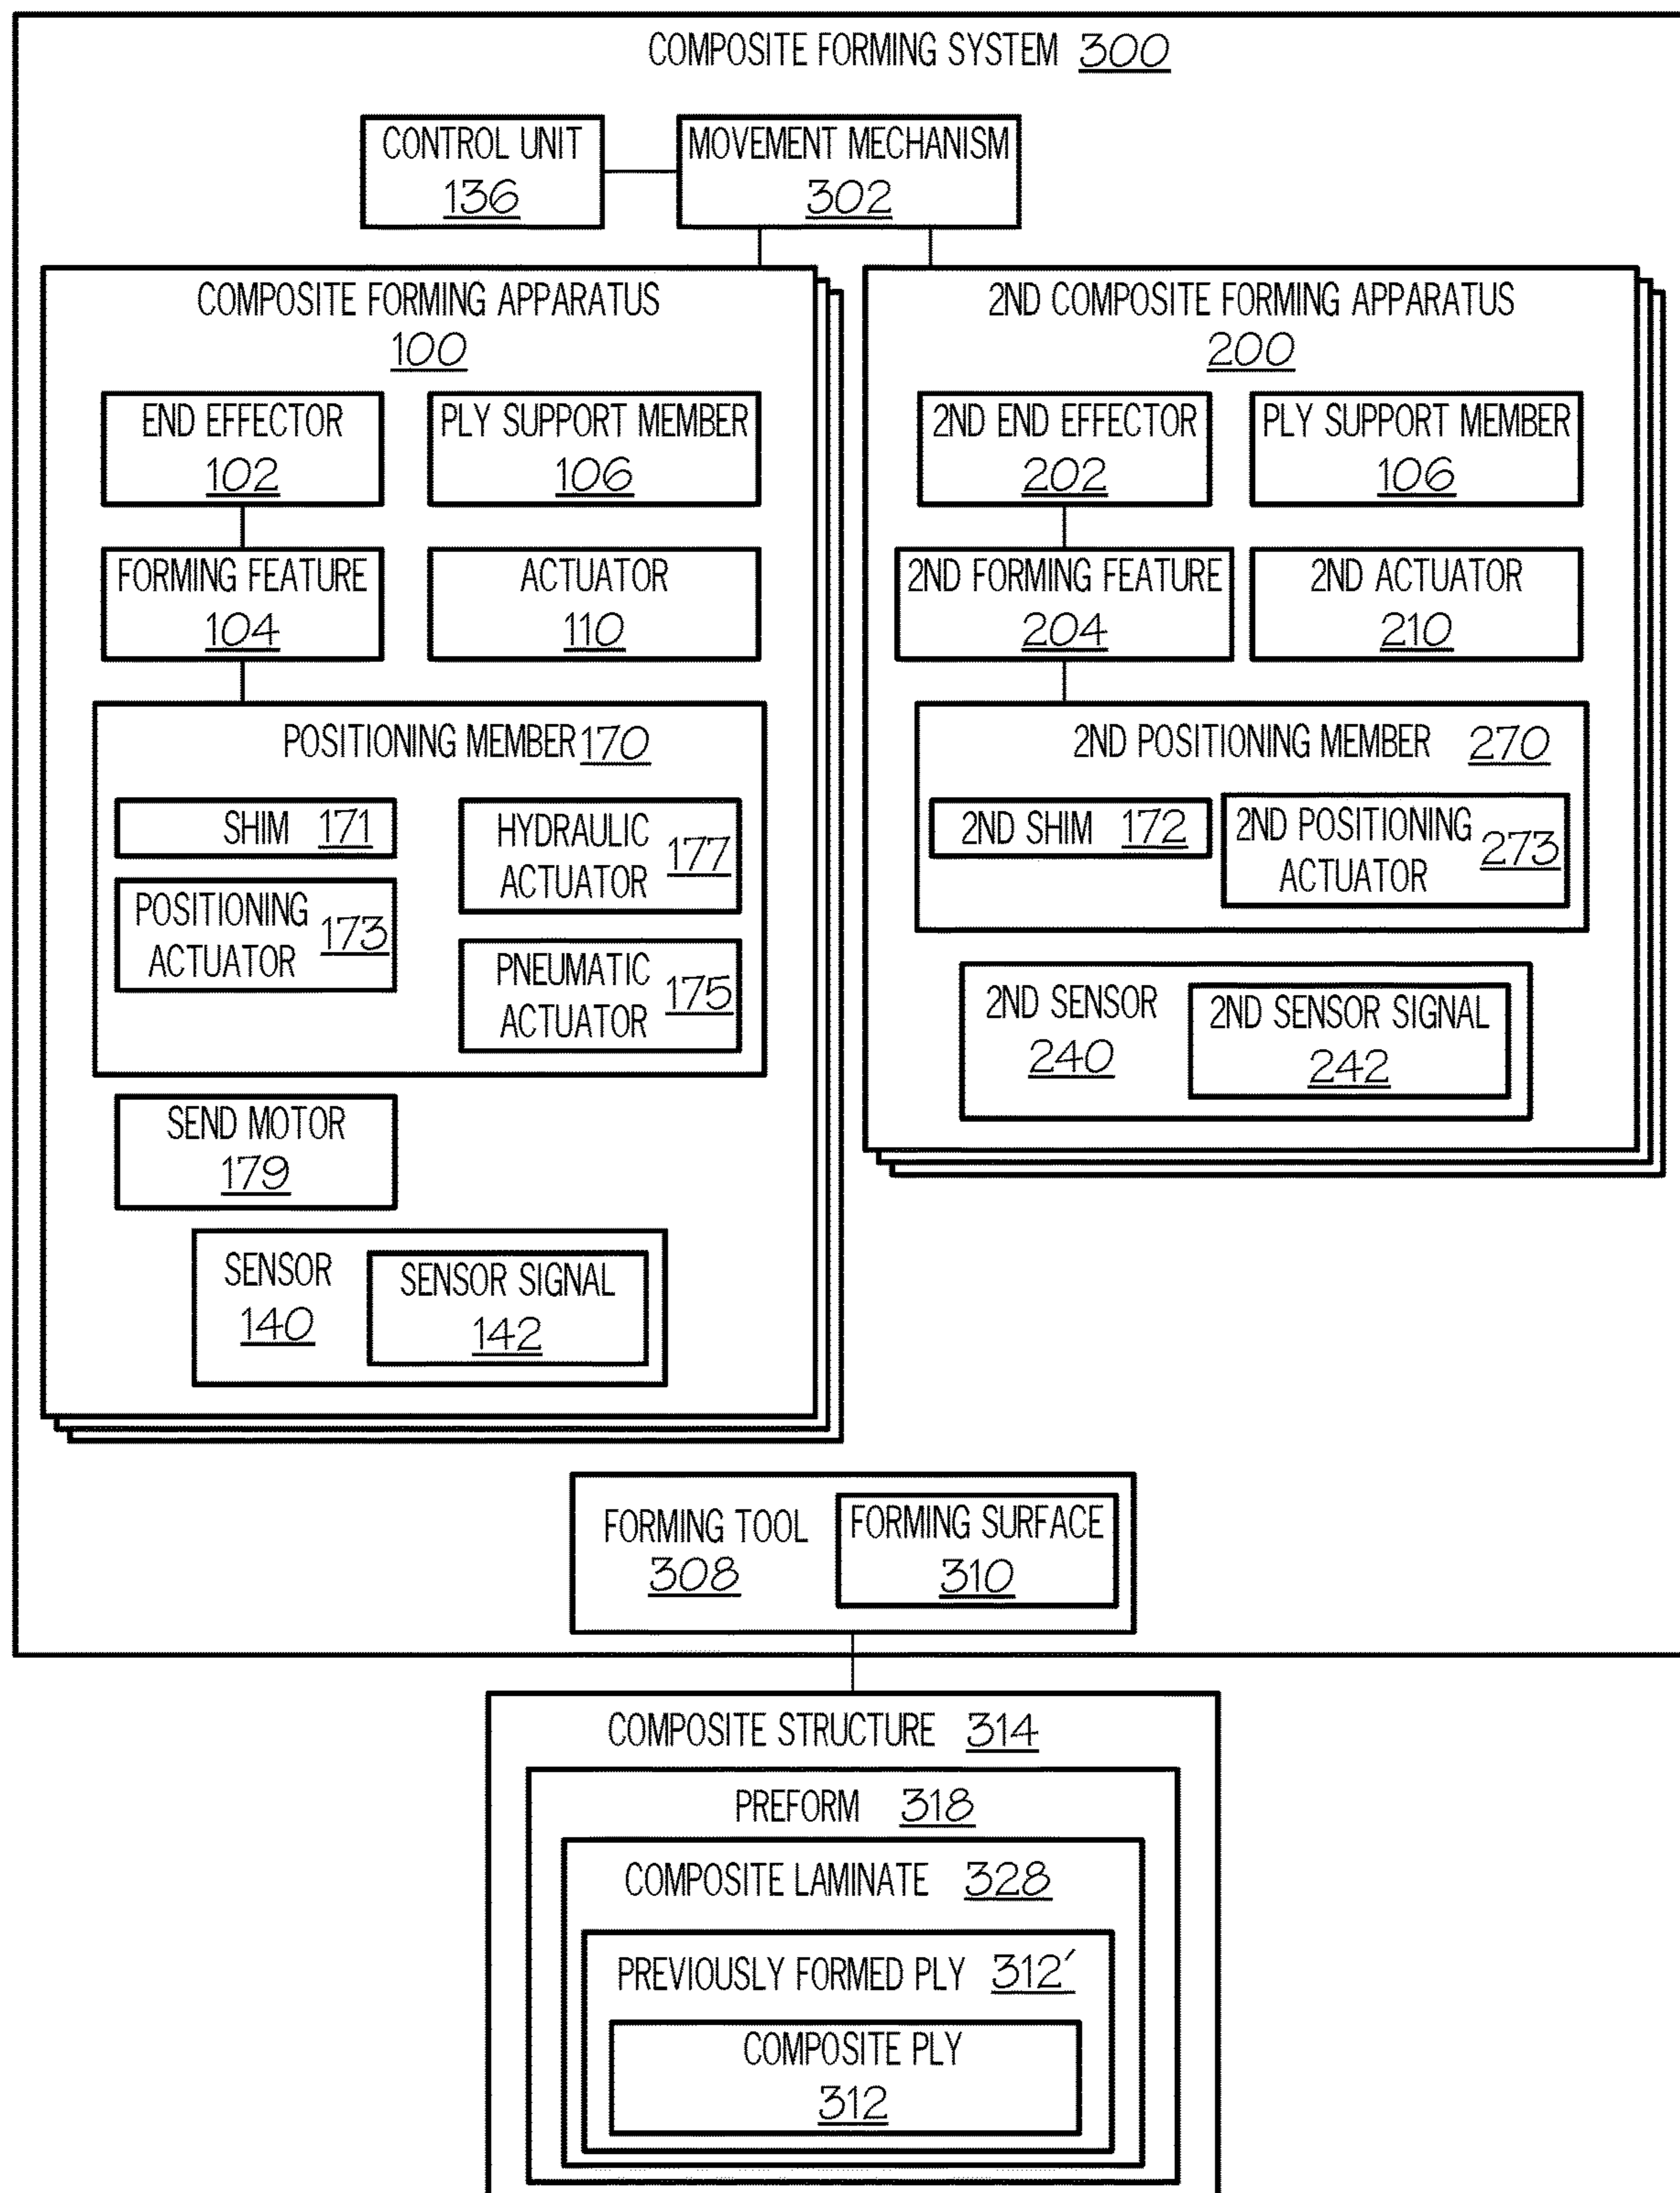 COMPOSITE FORMING SYSTEM 300
CONTROL UNIT
136
MOVEMENT MECHANISM
302
COMPOSITE FORMING APPARATUS
100
END EFFECTOR
102
PLY SUPPORT MEMBER
106
FORMING FEATURE
104
ACTUATOR
110
POSITIONING MEMBER 170
SHIM 171
POSITIONING
ACTUATOR 173
HYDRAULIC
ACTUATOR 177
PNEUMATIC
ACTUATOR 175
SEND MOTOR
179
SENSOR
140
SENSOR SIGNAL
142
2ND COMPOSITE FORMING APPARATUS
200
2ND END EFFECTOR
202
PLY SUPPORT MEMBER
106
2ND FORMING FEATURE
204
2ND ACTUATOR
210
2ND POSITIONING MEMBER 270
2ND SHIM 172
2ND POSITIONING
ACTUATOR 273
2ND SENSOR
240
2ND SENSOR SIGNAL
242
FORMING TOOL
308
FORMING SURFACE
310
COMPOSITE STRUCTURE 314
PREFORM 318
COMPOSITE LAMINATE 328
PREVIOUSLY FORMED PLY 312′
COMPOSITE PLY
312